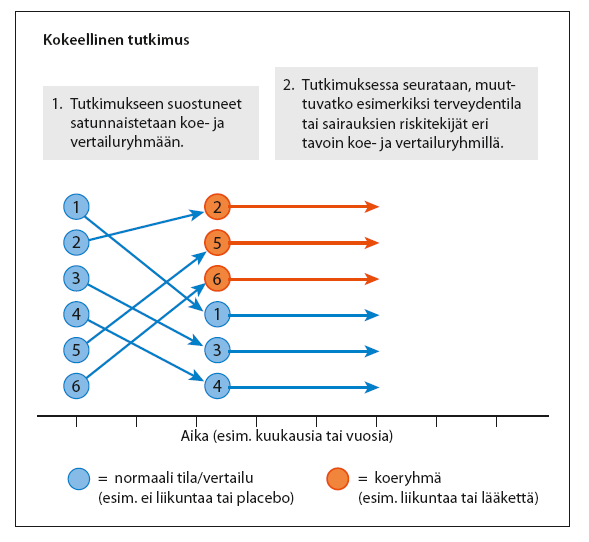 Kokeellinen tutkimus
1. Tutkimukseen suostuneet
satunnaistetaan koe- ja
vertailuryhmään.
2. Tutkimuksessa seurataan, muut-
tuvatko esimerkiksi terveydentila
tai sairauksien riskitekijät eri
tavoin koe- ja vertailuryhmillä.
1 2
2 5
3 6
4 1
5 3
6 4
Aika (esim. kuukausia tai vuosia)
= normaali tila/vertailu
(esim. ei liikuntaa tai placebo)
= koeryhmä
(esim. liikuntaa tai lääkettä)